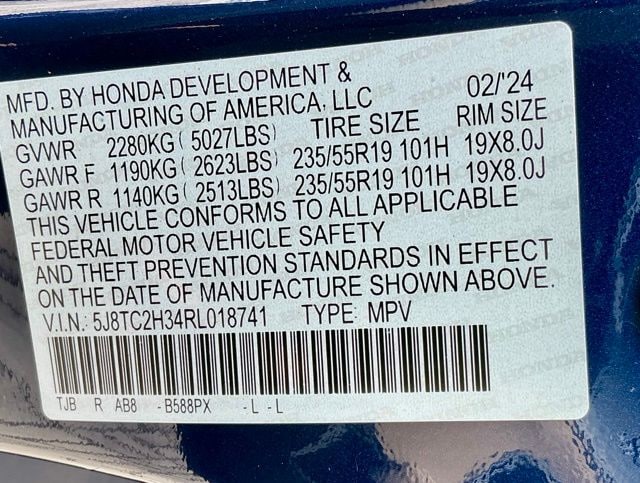 MFD. BY HONDA DEVELOPMENT & MANUFACTURING OF AMERICA, LLC 02/'24
GVWR 2280KG( 5027LBS) TIRE SIZE RIM SIZE
GAWR F 1190KG( 2623LBS) 235/55R19 101H 19X8.0J
GAWR R 1140KG( 2513LBS) 235/55R19 101H 19X8.0J
THIS VEHICLE CONFORMS TO ALL APPLICABLE
FEDERAL MOTOR VEHICLE SAFETY
AND THEFT PREVENTION STANDARDS IN EFFECT
ON THE DATE OF MANUFACTURE SHOWN ABOVE.
V.I.N.: 5J8TC2H34RL018741 TYPE: MPV
TJB R AB8 -B588PX -L -L